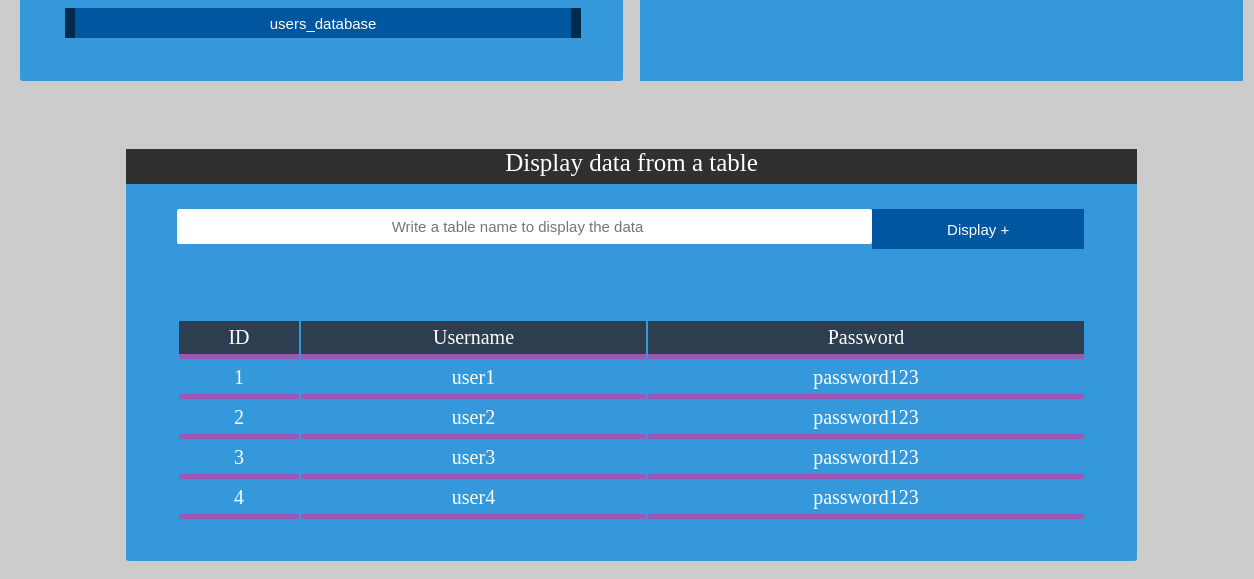 users_database
Display data from a table
Write a table name to display the data
Display +
ID Username Password
1 user1 password123
2 user2 password123
3 user3 password123
4 user4 password123